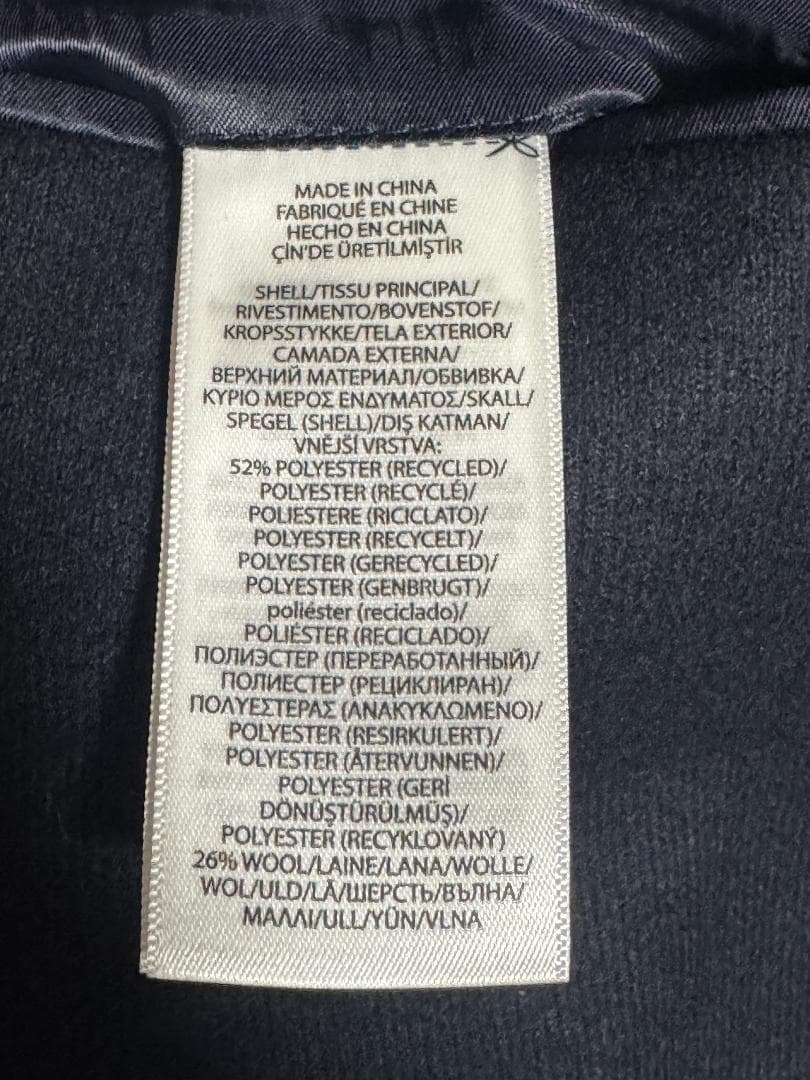 MADE IN CHINA
FABRIQUÉ EN CHINE
HECHO EN CHINA
ÇİN'DE ÜRETİLMİŞTİR
SHELL/TISSU PRINCIPAL/
RIVESTIMENTO/BOVENSTOF/
KROPSSTYKKE/TELA EXTERIOR/
CAMADA EXTERNA/
ВЕРХНИЙ МАТЕРИАЛ/ОБВИВКА/
ΚΥΡΙΟ ΜΕΡΟΣ ΕΝΔΥΜΑΤΟΣ/SKALL/
SPEGEL (SHELL)/DIŞ KATMAN/
VNĚJŠÍ VRSTVA:
52% POLYESTER (RECYCLED)/
POLYESTER (RECYCLÉ)/
POLIESTERE (RICICLATO)/
POLYESTER (RECYCELT)/
POLYESTER (GERECYCLED)/
POLYESTER (GENBRUGT)/
poliéster (reciclado)/
POLIÉSTER (RECICLADO)/
ПОЛИЭСТЕР (ПЕРЕРАБОТАННЫЙ)/
ПОЛИЕСТЕР (РЕЦИКЛИРАН)/
ΠΟΛΥΕΣΤΕΡΑΣ (ΑΝΑΚΥΚΛΩΜΕΝΟ)/
POLYESTER (RESIRKULERT)/
POLYESTER (ÅTERVUNNEN)/
POLYESTER (GERİ
DÖNÜŞTÜRÜLMÜŞ)/
POLYESTER (RECYKLOVANÝ)
26% WOOL/LAINE/LANA/WOLLE/
WOL/ULD/LÃ/ШЕРСТЬ/ВЪЛНА/
ΜΑΛΛΙ/ULL/YÜN/VLNA